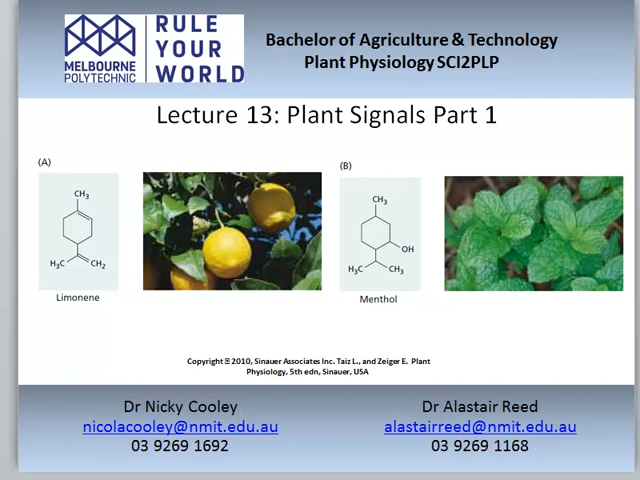 MELBOURNE
POLYTECHNIC
RULE
YOUR
WORLD
Bachelor of Agriculture & Technology
Plant Physiology SCI2PLP
Lecture 13: Plant Signals Part 1
(A)
CH3
H3C
CH2
Limonene
(B)
CH3
OH
H3C
CH3
Menthol
Copyright 2010, Sinauer Associates Inc. Taiz L., and Zeiger E. Plant
Physiology, 5th edn, Sinauer, USA
Dr Nicky Cooley
nicolacooley@nmit.edu.au
03 9269 1692
Dr Alastair Reed
alastairreed@nmit.edu.au
03 9269 1168